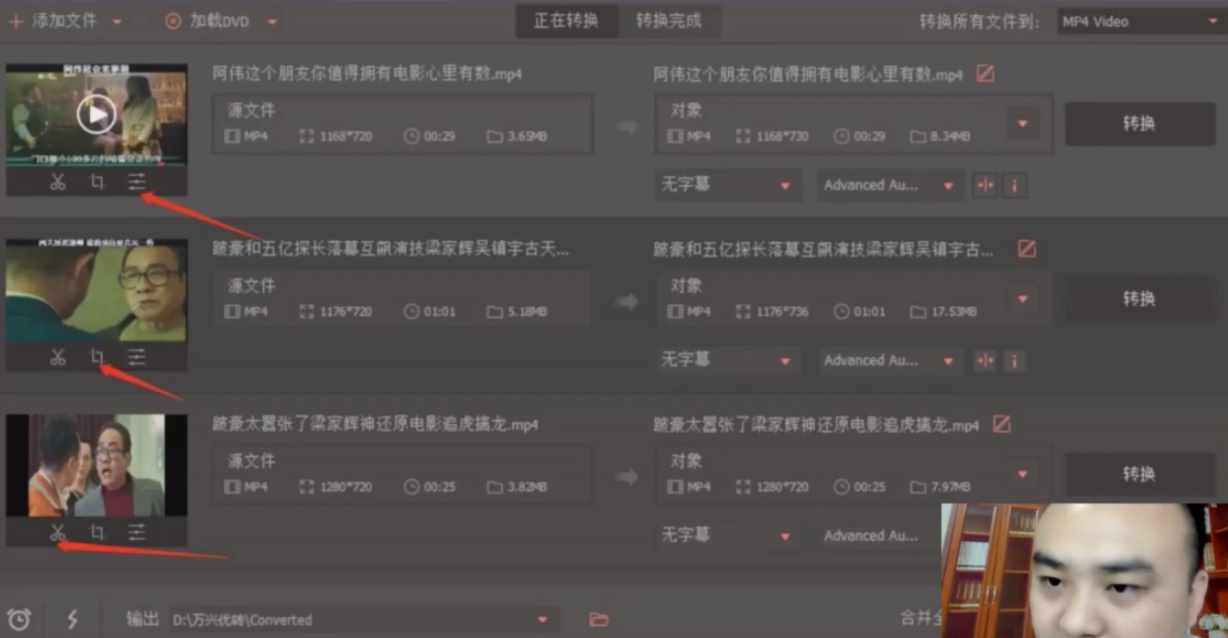 添加文件
加载DVD
正在转换
转换完成
转换所有文件到:
MP4 Video
阿伟这个朋友你值得拥有电影心里有数.mp4
源文件
MP4 1168*720 00:29 3.65MB
阿伟这个朋友你值得拥有电影心里有数.mp4
对象
MP4 1168*730 00:29 8.34MB
转换
无字幕
Advanced Au...
跛豪和五亿探长落幕互飙演技梁家辉吴镇宇古天...
源文件
MP4 1176*720 01:01 5.18MB
跛豪和五亿探长落幕互飙演技梁家辉吴镇宇古...
对象
MP4 1176*736 01:01 17.53MB
转换
无字幕
Advanced Au...
跛豪太嚣张了梁家辉神还原电影追虎擒龙.mp4
源文件
MP4 1280*720 00:25 3.82MB
跛豪太嚣张了梁家辉神还原电影追虎擒龙.mp4
对象
MP4 1280*720 00:25 7.97MB
转换
无字幕
Advanced Au...
输出
D:\万兴优转\Converted
合并